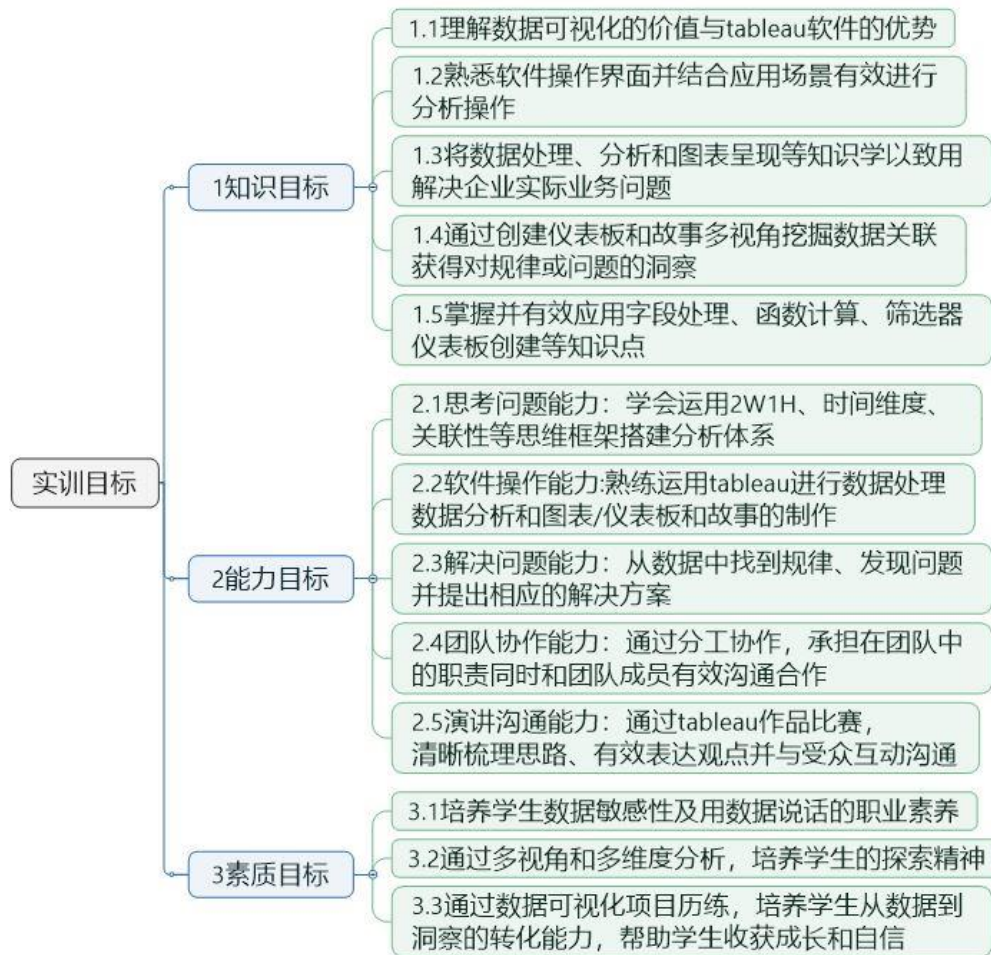 实训目标
1知识目标
1.1理解数据可视化的价值与tableau软件的优势
1.2熟悉软件操作界面并结合应用场景有效进行
分析操作
1.3将数据处理、分析和图表呈现等知识学以致用
解决企业实际业务问题
1.4通过创建仪表板和故事多视角挖掘数据关联
获得对规律或问题的洞察
1.5掌握并有效应用字段处理、函数计算、筛选器
仪表板创建等知识点
2能力目标
2.1思考问题能力：学会运用2W1H、时间维度、
关联性等思维框架搭建分析体系
2.2软件操作能力:熟练运用tableau进行数据处理
数据分析和图表/仪表板和故事的制作
2.3解决问题能力：从数据中找到规律、发现问题
并提出相应的解决方案
2.4团队协作能力：通过分工协作，承担在团队中
的职责同时和团队成员有效沟通合作
2.5演讲沟通能力：通过tableau作品比赛，
清晰梳理思路、有效表达观点并与受众互动沟通
3素质目标
3.1培养学生数据敏感性及用数据说话的职业素养
3.2通过多视角和多维度分析，培养学生的探索精神
3.3通过数据可视化项目历练，培养学生从数据到
洞察的转化能力，帮助学生收获成长和自信